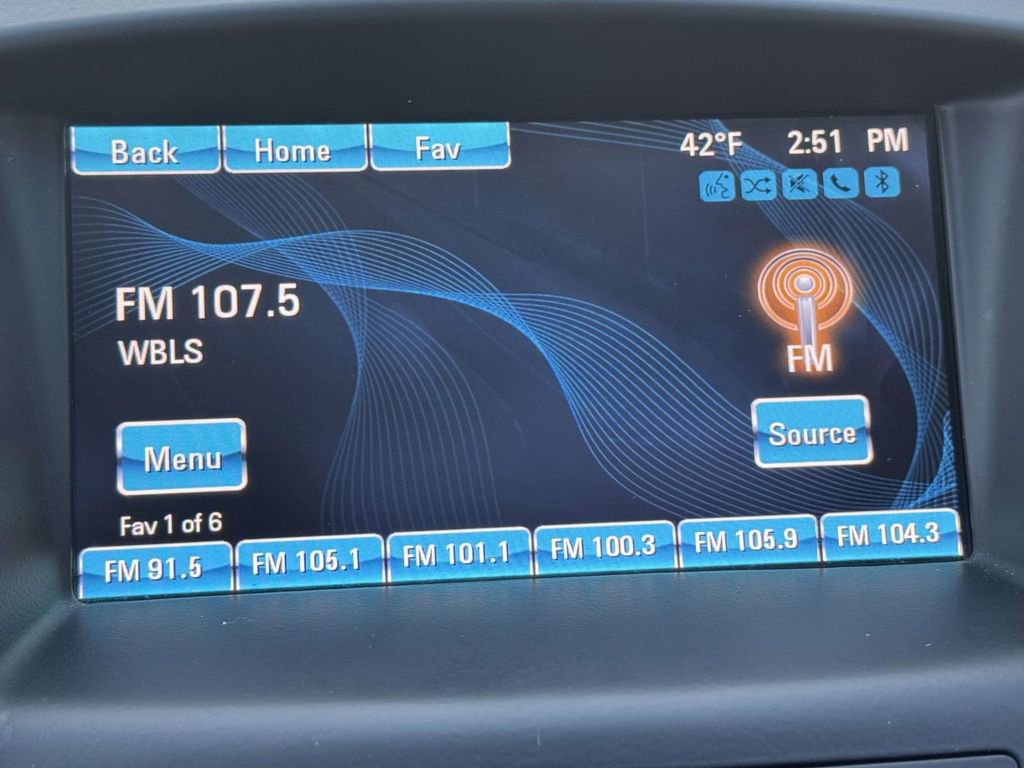 Back Home Fav 42°F 2:51 PM
FM 107.5
WBLS
FM
Menu Source
Fav 1 of 6
FM 91.5 FM 105.1 FM 101.1 FM 100.3 FM 105.9 FM 104.3